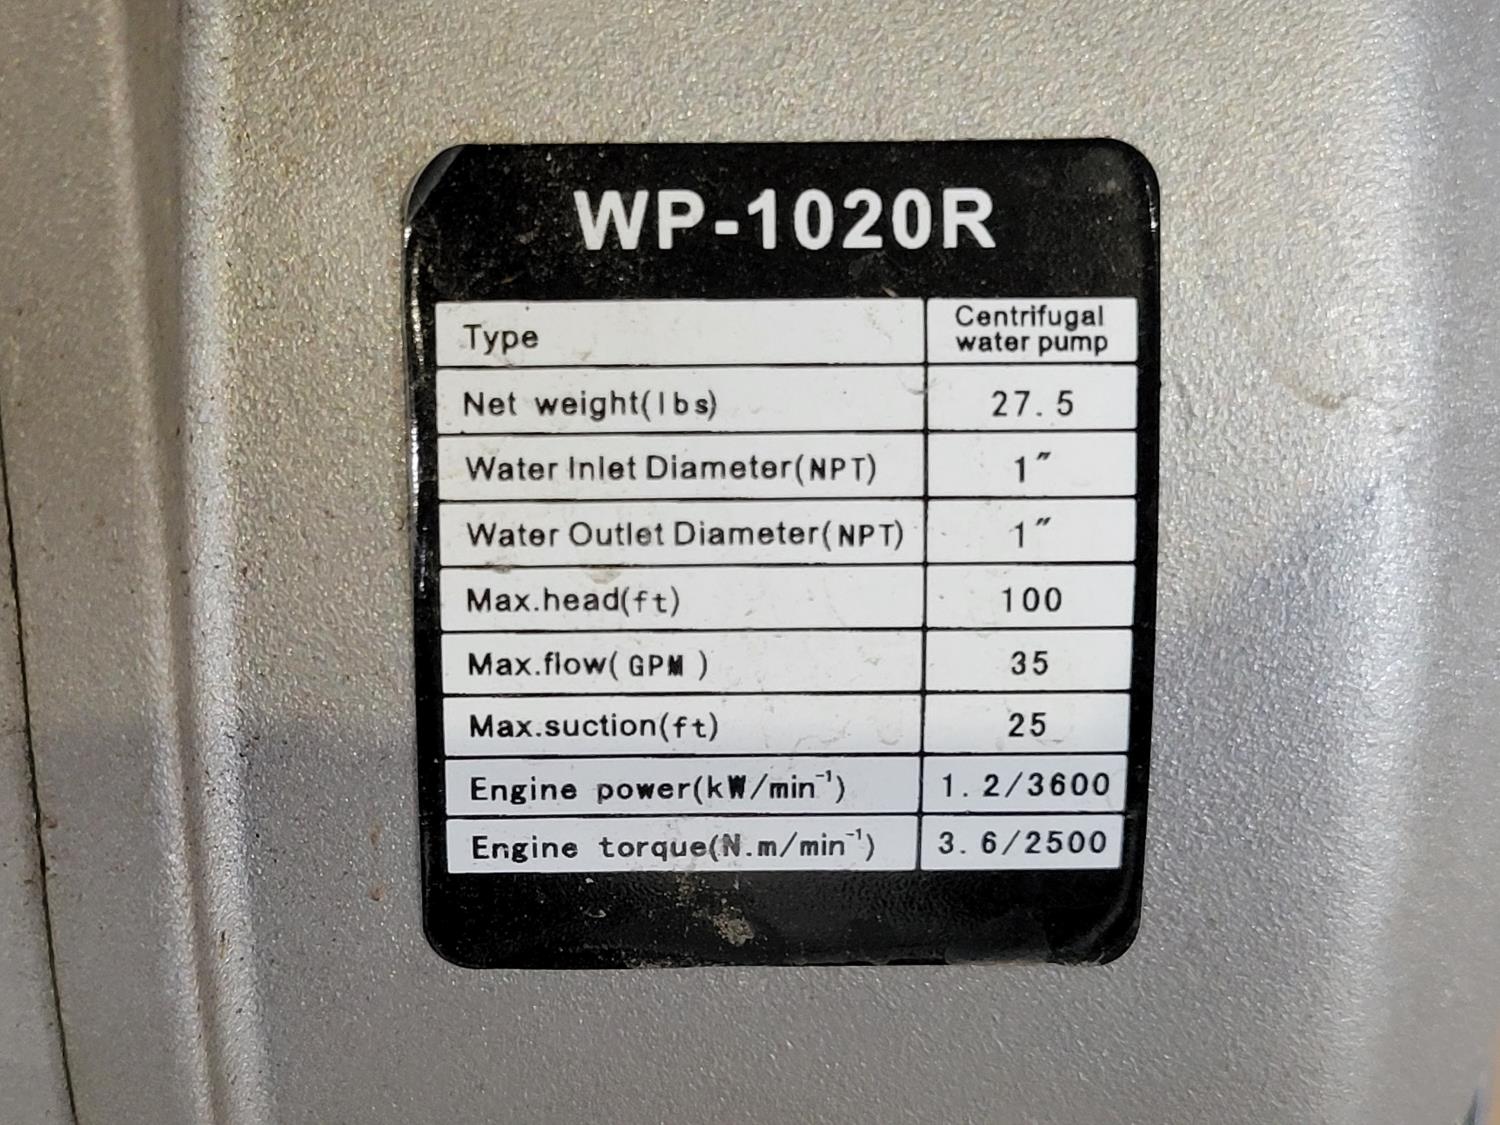 WP-1020R
Type Centrifugal
water pump
Net weight(lbs) 27.5
Water Inlet Diameter(NPT) 1″
Water Outlet Diameter(NPT) 1″
Max.head(ft) 100
Max.flow(GPM) 35
Max.suction(ft) 25
Engine power(kW/min⁻¹) 1.2/3600
Engine torque(N.m/min⁻¹) 3.6/2500